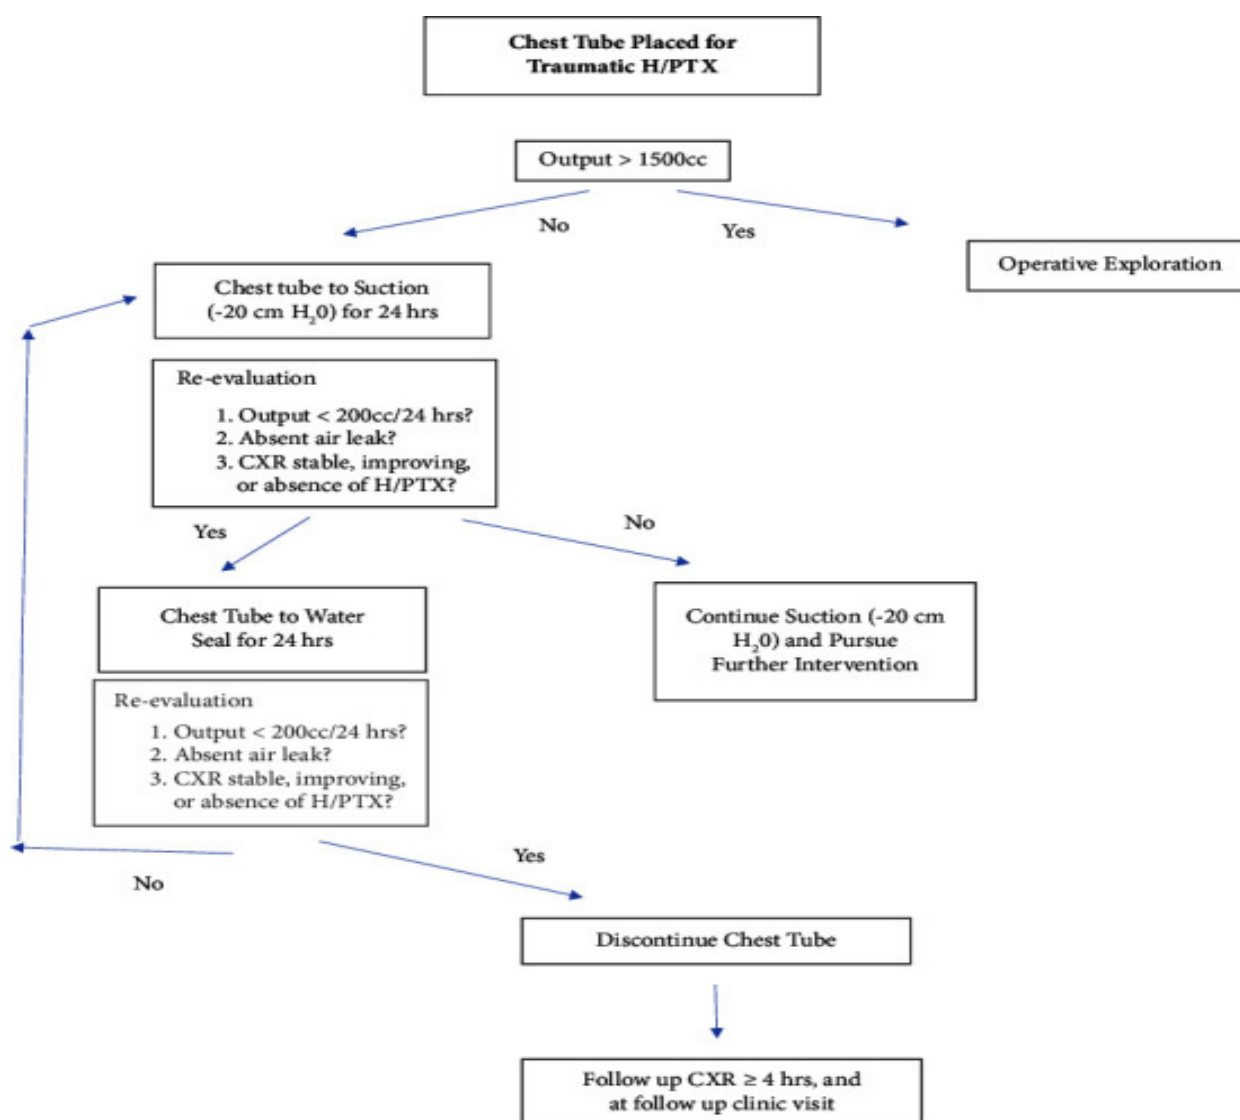 Chest Tube Placed for
Traumatic H/PTX
Output > 1500cc
No
Yes
Operative Exploration
Chest tube to Suction
(-20 cm H₂0) for 24 hrs
Re-evaluation
1. Output < 200cc/24 hrs?
2. Absent air leak?
3. CXR stable, improving,
or absence of H/PTX?
Yes
No
Chest Tube to Water
Seal for 24 hrs
Continue Suction (-20 cm
H₂0) and Pursue
Further Intervention
Re-evaluation
1. Output < 200cc/24 hrs?
2. Absent air leak?
3. CXR stable, improving,
or absence of H/PTX?
No
Yes
Discontinue Chest Tube
Follow up CXR ≥ 4 hrs, and
at follow up clinic visit